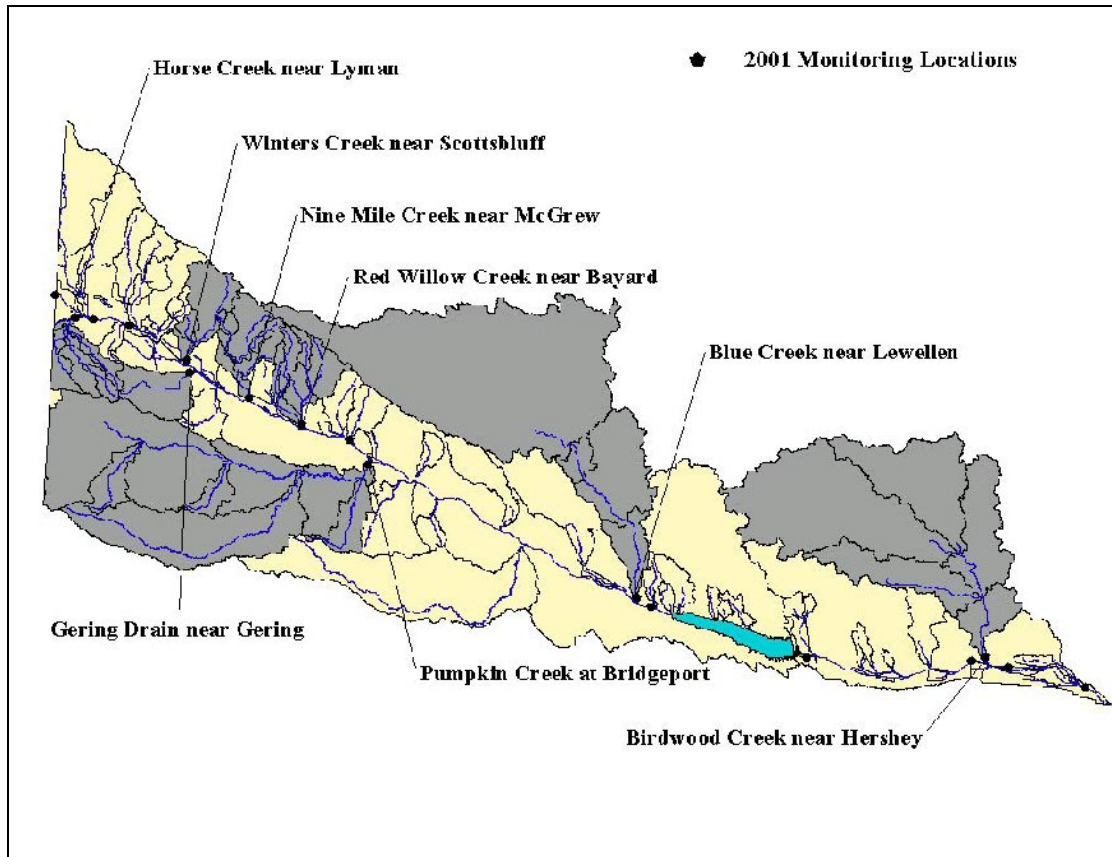 Horse Creek near Lyman
2001 Monitoring Locations
Winters Creek near Scottsbluff
Nine Mile Creek near McGrew
Red Willow Creek near Bayard
Blue Creek near Lewellen
Gering Drain near Gering
Pumpkin Creek at Bridgeport
Birdwood Creek near Hershey